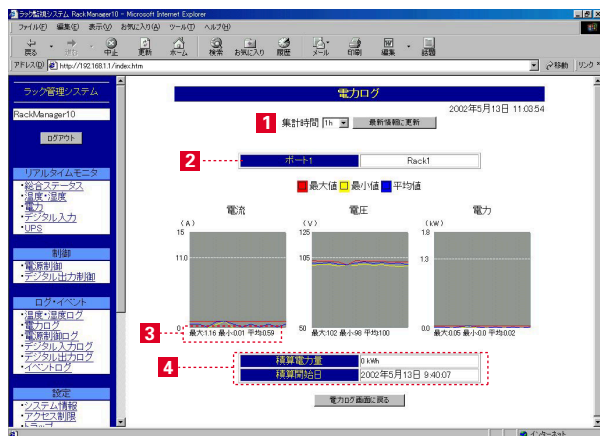 ラック監視システム RackManager10 - Microsoft Internet Explorer
ファイル(F) 編集(E) 表示(V) お気に入り(A) ツール(T) ヘルプ(H)
戻る 中止 更新 ホーム 検索 お気に入り 履歴 メール 印刷 編集 話題
アドレス(D) http://192.168.1.1/index.htm 移動 リンク
ラック管理システム
RackManager10
ログアウト
リアルタイムモニタ
・総合ステータス
・温度・湿度
・電力
・デジタル入力
・UPS
制御
・電源制御
・デジタル出力制御
ログ・イベント
・温度・湿度ログ
・電力ログ
・電源制御ログ
・デジタル入力ログ
・デジタル出力ログ
・イベントログ
設定
・システム情報
・アクセス制限
・トラップ
電力ログ
2002年5月13日 11:03:54
1 集計時間 1h 最新情報に更新
2 ポート1 Rack1
最大値 最小値 平均値
電流 電圧 電力
(A) (V) (kW)
15 125 1.8
11.0 105 1.3
0 50 0.0
3 最大:1.16 最小:-0.01 平均:0.59 最大:102 最小:98 平均:100 最大:0.05 最小:-0.0 平均:0.02
4 積算電力量 0 kWh
積算開始日 2002年5月13日 9:40:07
電力ログ画面に戻る
インターネット